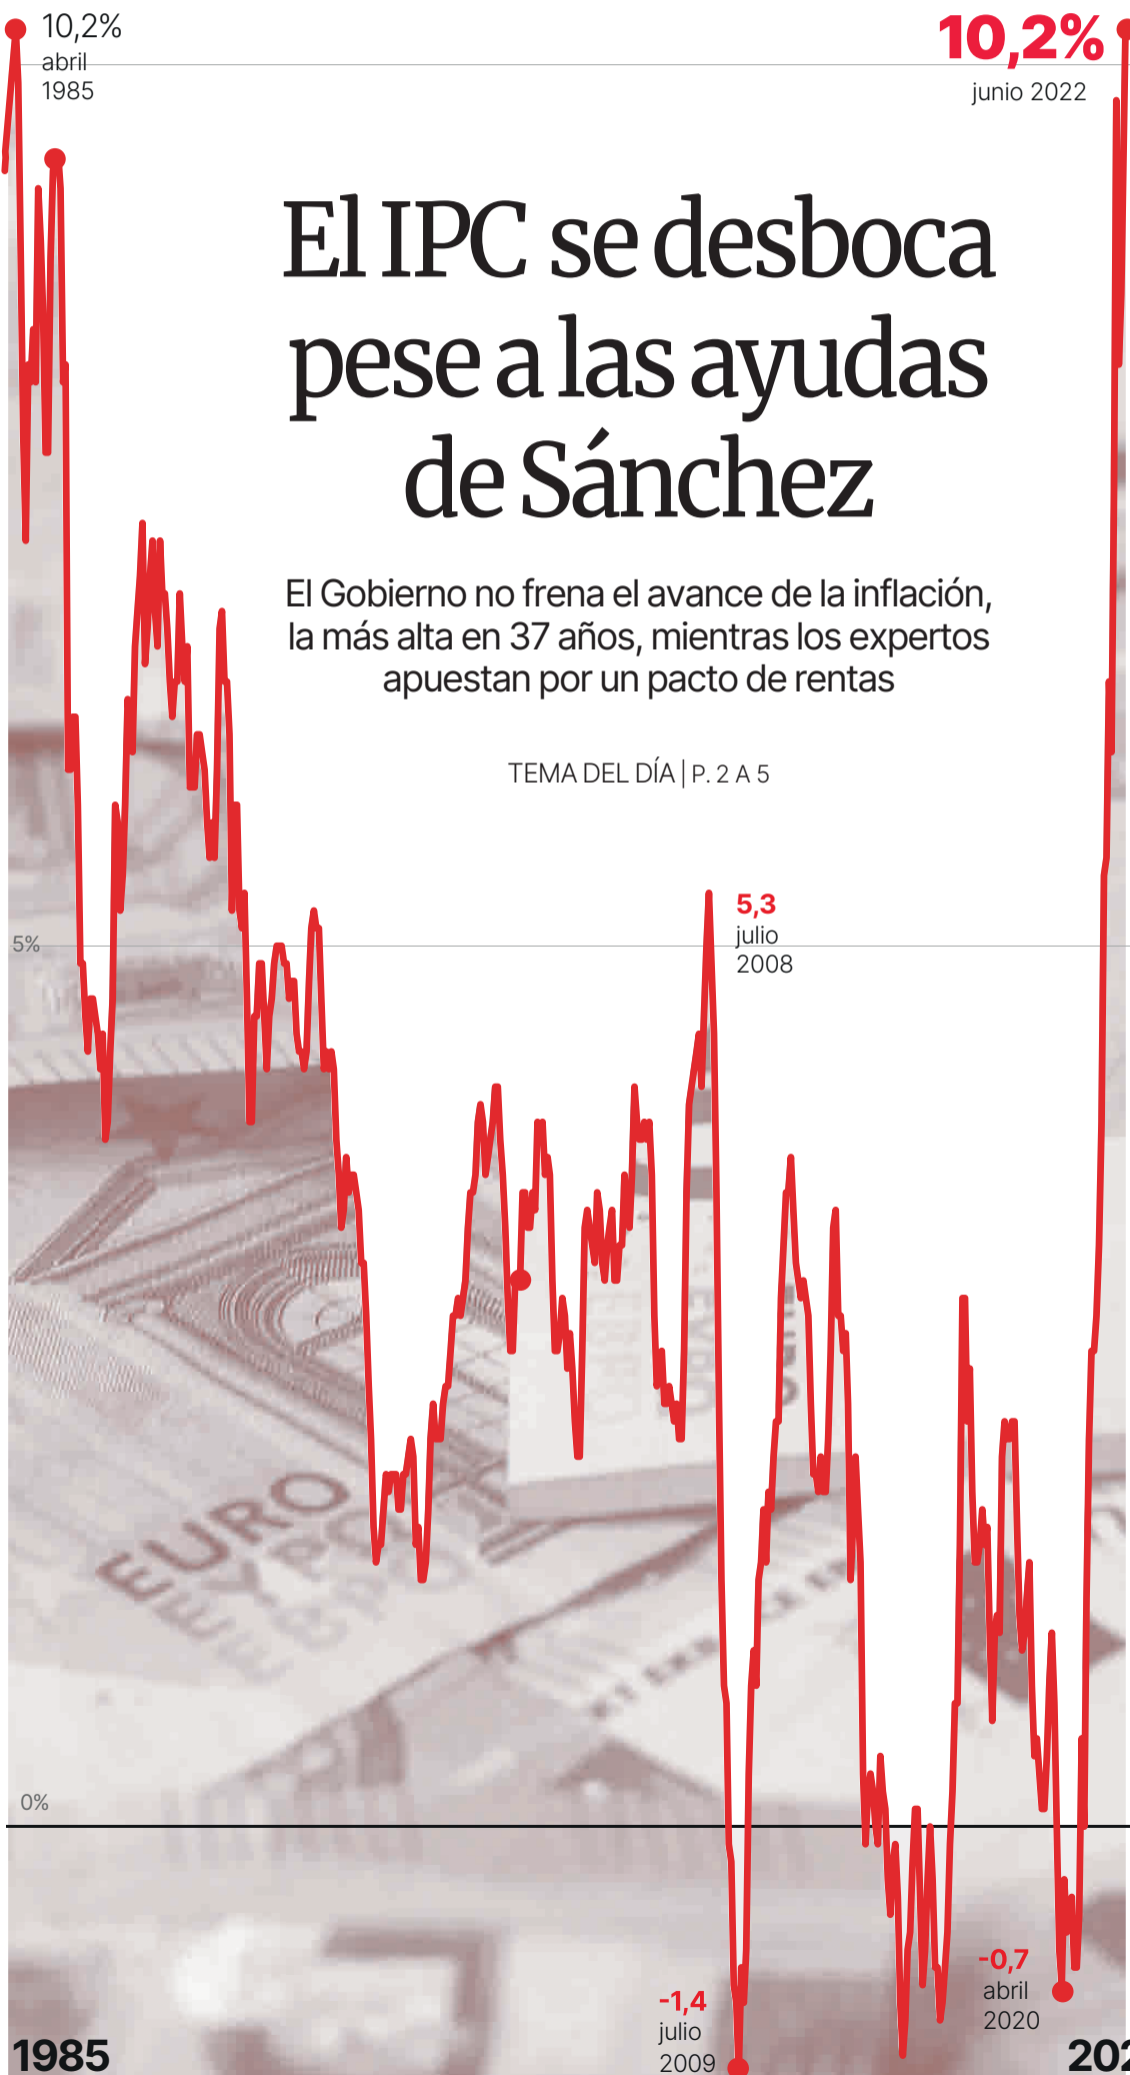 10,2%
abril
1985
10,2%
junio 2022
El IPC se desboca
pese a las ayudas
de Sánchez
El Gobierno no frena el avance de la inflación,
la más alta en 37 años, mientras los expertos
apuestan por un pacto de rentas
TEMA DEL DÍA | P. 2 A 5
5,3
julio
2008
5%
EURO
0%
-0,7
abril
2020
-1,4
julio
2009
1985
202